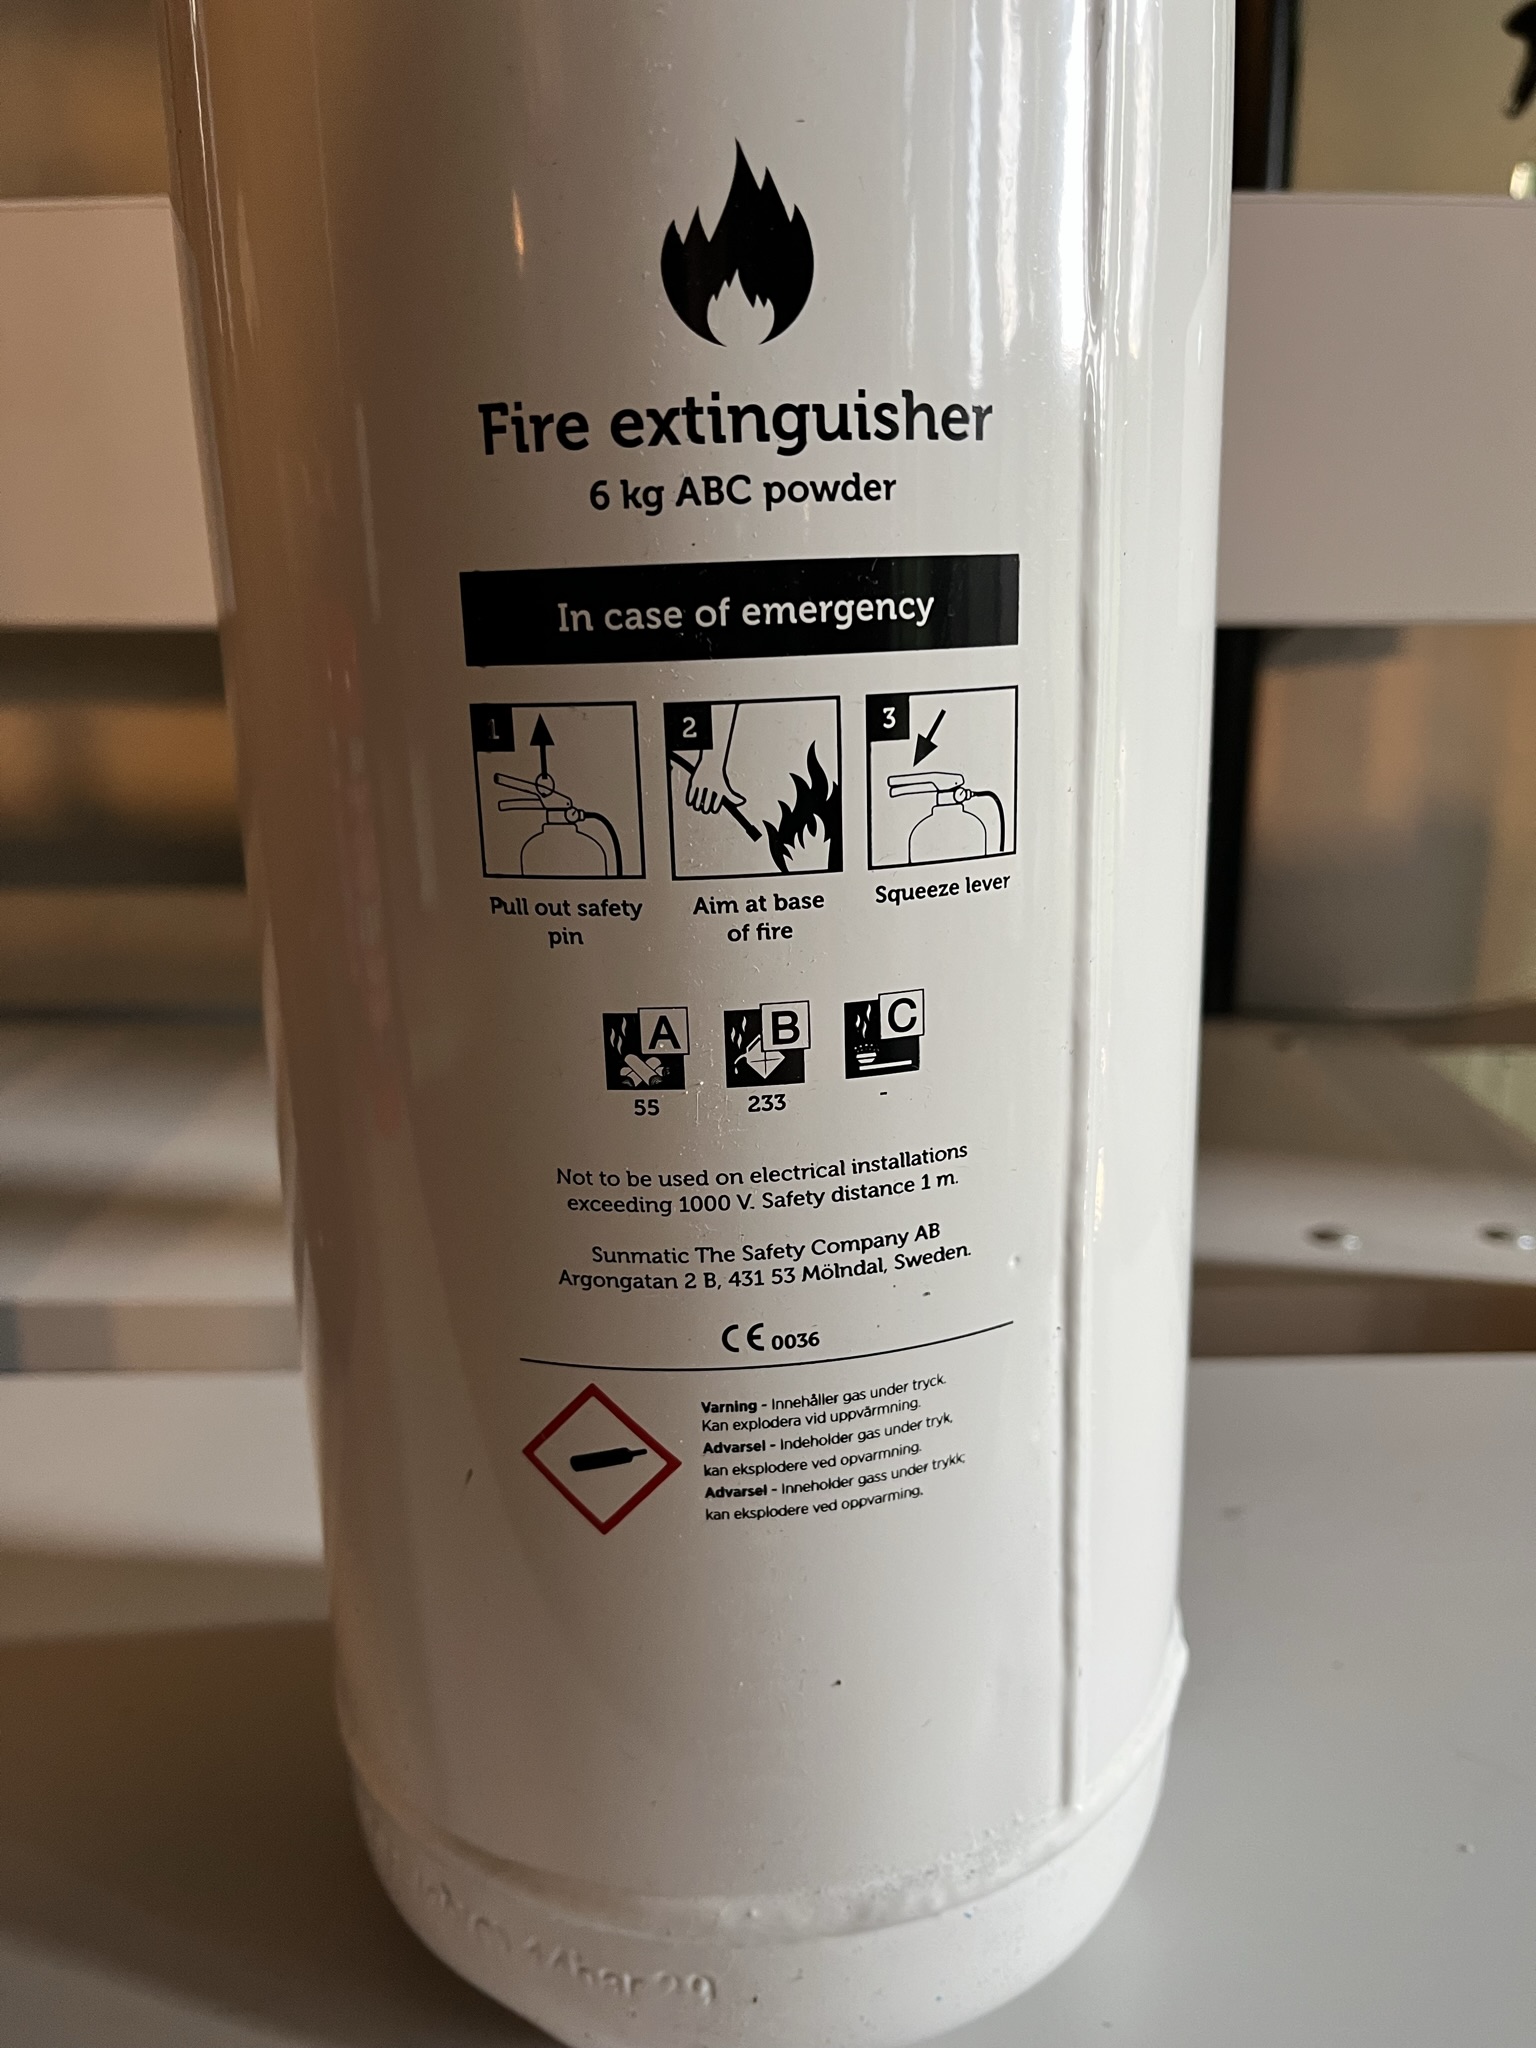 Fire extinguisher
6 kg ABC powder
In case of emergency
1
2
3
Pull out safety
pin
Aim at base
of fire
Squeeze lever
A
B
C
55
233
-
Not to be used on electrical installations
exceeding 1000 V. Safety distance 1 m.
Sunmatic The Safety Company AB
Argongatan 2 B, 431 53 Mölndal, Sweden.
CE 0036
Varning - Innehåller gas under tryck.
Kan explodera vid uppvärmning.
Advarsel - Indeholder gas under tryk,
kan eksplodere ved opvarmning.
Advarsel - Inneholder gass under trykk;
kan eksplodere ved oppvarming.